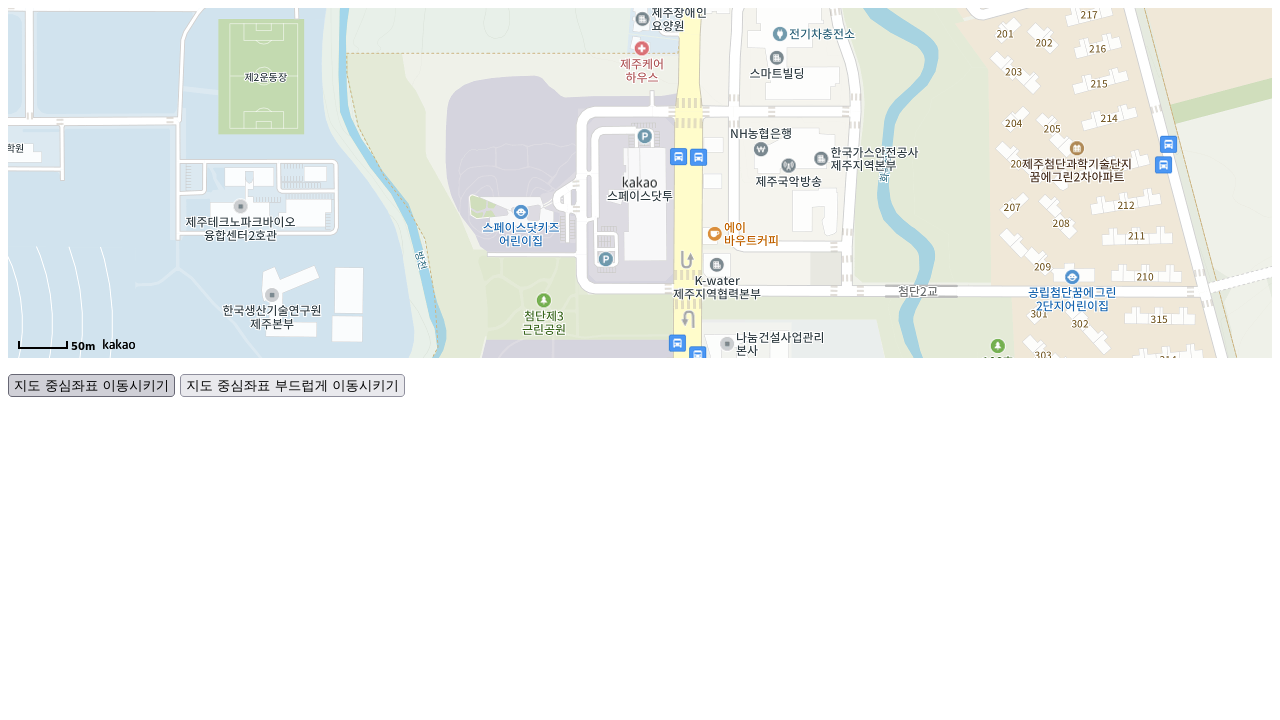 제주장애인
요양원
217
201
202
216
전기차충전소
제주케어
하우스
제2운동장
스마트빌딩
203
215
214
204
205
NH농협은행
학원
한국가스안전공사
제주지역본부
제주첨단과학기술단지
꿈에그린2차아파트
20
kakao
스페이스닷투
제주국악방송
207
212
208
211
제주테크노파크바이오
융합센터2호관
스페이스닷키즈
어린이집
에이
바우트커피
방천
209
210
K-water
제주지역협력본부
첨단2교
공립첨단꿈에그린
2단지어린이집
한국생산기술연구원
제주본부
첨단제3
근린공원
301
302
315
나눔건설사업관리
본사
303
314
50m
kakao
지도 중심좌표 이동시키기
지도 중심좌표 부드럽게 이동시키기